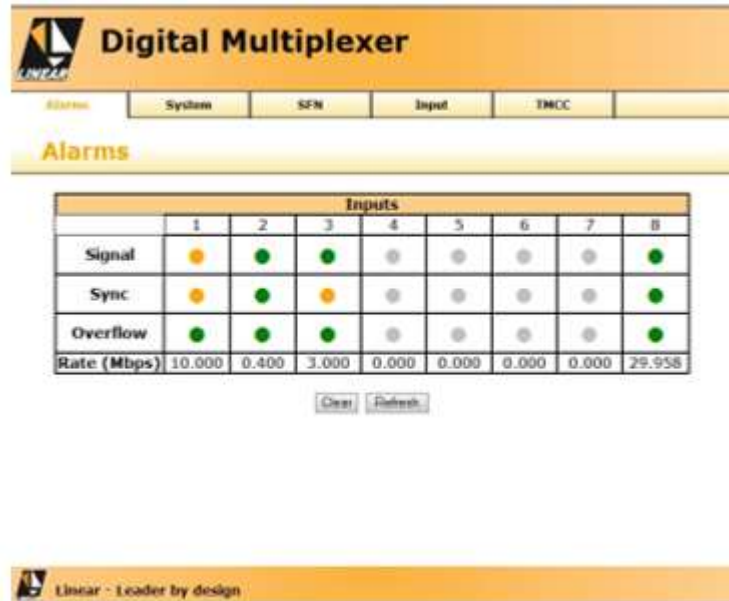 LINEAR
Digital Multiplexer
Alarms System SFN Input TMCC
Alarms
Inputs
1 2 3 4 5 6 7 8
Signal
Sync
Overflow
Rate (Mbps) 10.000 0.400 3.000 0.000 0.000 0.000 0.000 29.958
Clear Refresh
Linear - Leader by design